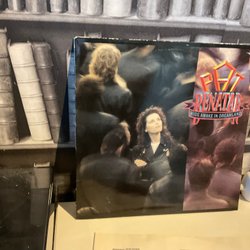 PAT
BENATAR
WIDE AWAKE IN DREAMLAND